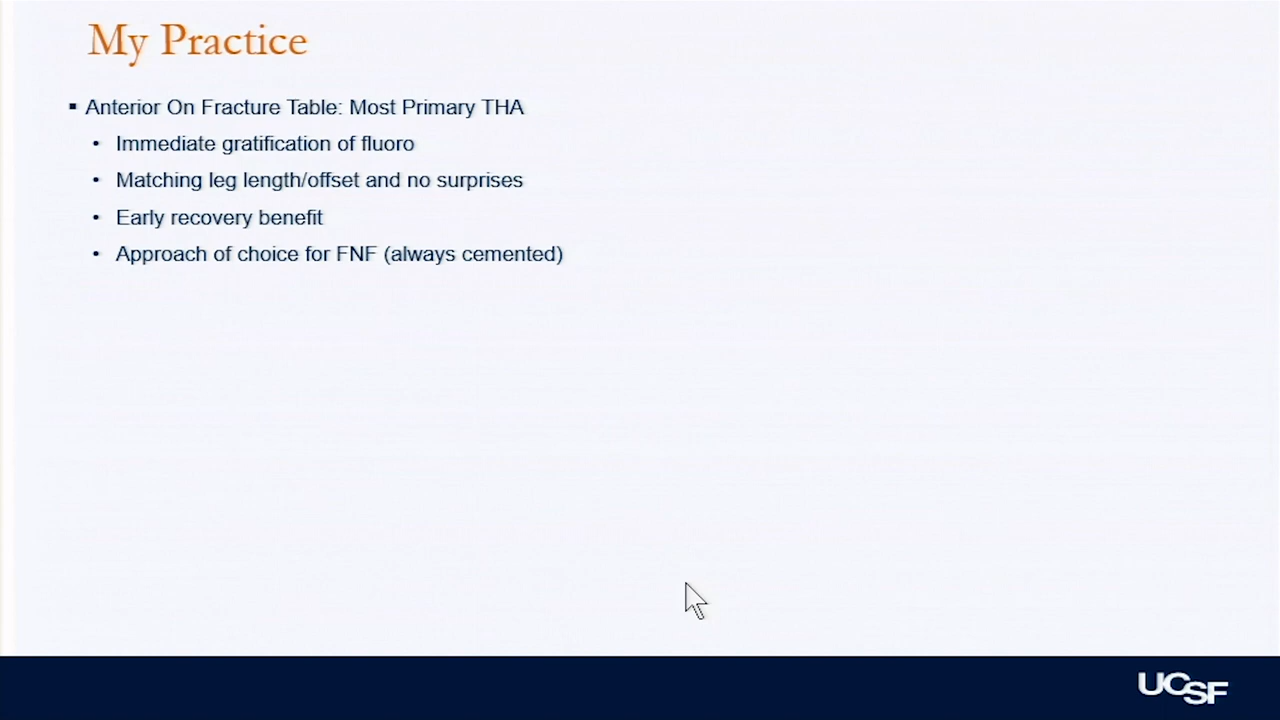 My Practice
Anterior On Fracture Table: Most Primary THA
Immediate gratification of fluoro
Matching leg length/offset and no surprises
Early recovery benefit
Approach of choice for FNF (always cemented)
UCSF